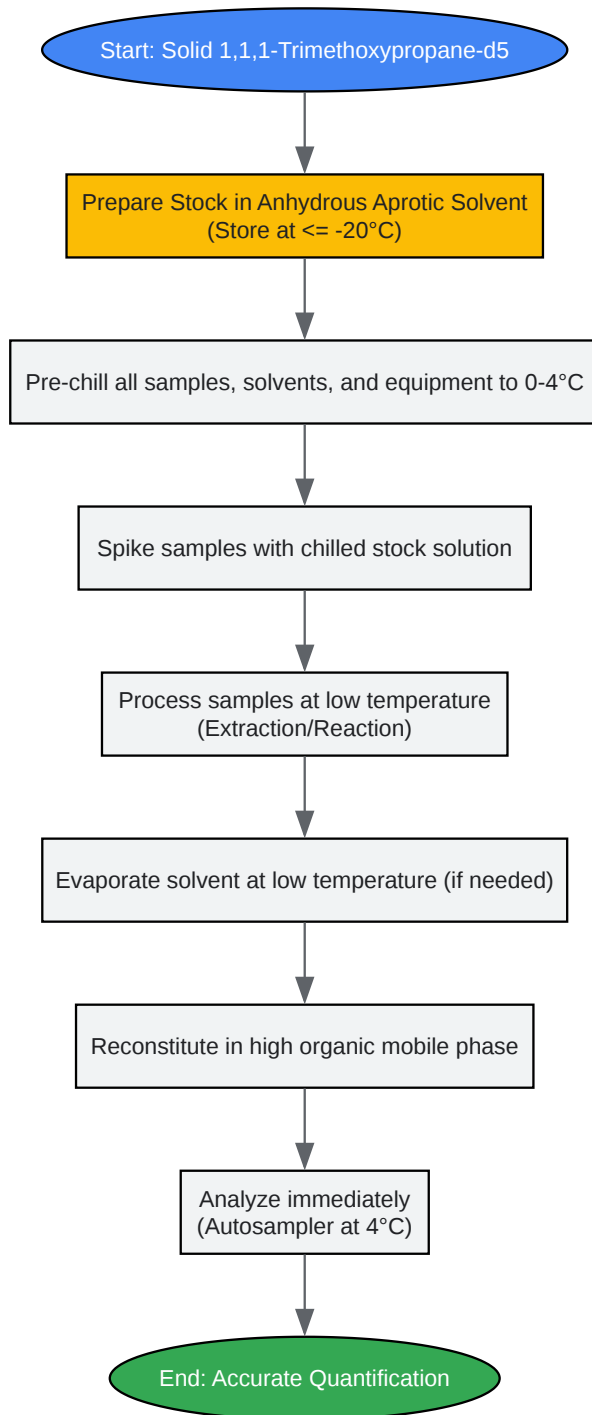 Start: Solid 1,1,1-Trimethoxypropane-d5
Prepare Stock in Anhydrous Aprotic Solvent
(Store at <= -20°C)
Pre-chill all samples, solvents, and equipment to 0-4°C
Spike samples with chilled stock solution
Process samples at low temperature
(Extraction/Reaction)
Evaporate solvent at low temperature (if needed)
Reconstitute in high organic mobile phase
Analyze immediately
(Autosampler at 4°C)
End: Accurate Quantification